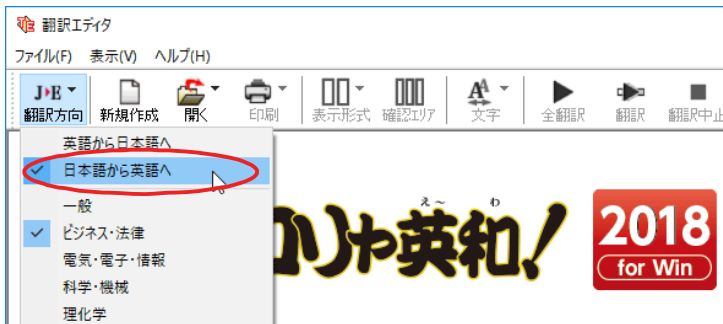 翻訳エディタ
ファイル(F) 表示(V) ヘルプ(H)
J▶E
翻訳方向 新規作成 開く 印刷 表示形式 確認エリア 文字 全翻訳 翻訳 翻訳中止
英語から日本語へ
日本語から英語へ
一般
ビジネス・法律
電気・電子・情報
科学・機械
理化学
え～ わ
りゃ英和!
2018
for Win